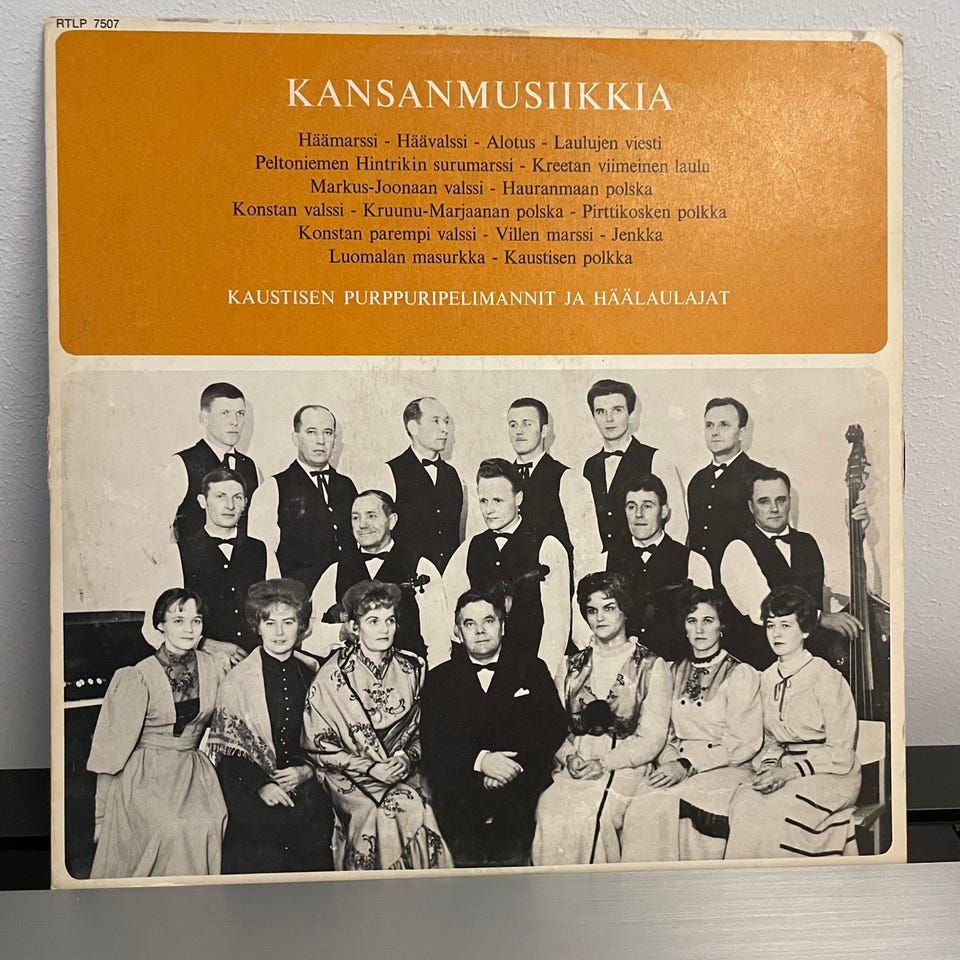 RTLP 7507
KANSANMUSIIKKIA
Häämarssi - Häävalssi - Alotus - Laulujen viesti
Peltoniemen Hintrikin surumarssi - Kreetan viimeinen laulu
Markus-Joonaan valssi - Hauranmaan polska
Konstan valssi - Kruunu-Marjaanan polska - Pirttikosken polkka
Konstan parempi valssi - Villen marssi - Jenkka
Luomalan masurkka - Kaustisen polkka
KAUSTISEN PURPPURIPELIMANNIT JA HÄÄLAULAJAT